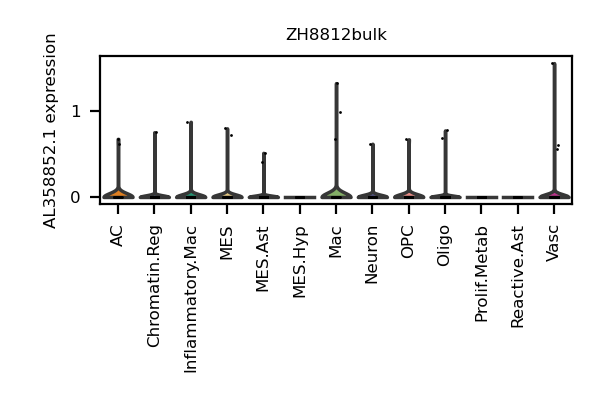 ZH8812bulk
AL358852.1 expression
1
0
AC
Chromatin.Reg
Inflammatory.Mac
MES
MES.Ast
MES.Hyp
Mac
Neuron
OPC
Oligo
Prolif.Metab
Reactive.Ast
Vasc